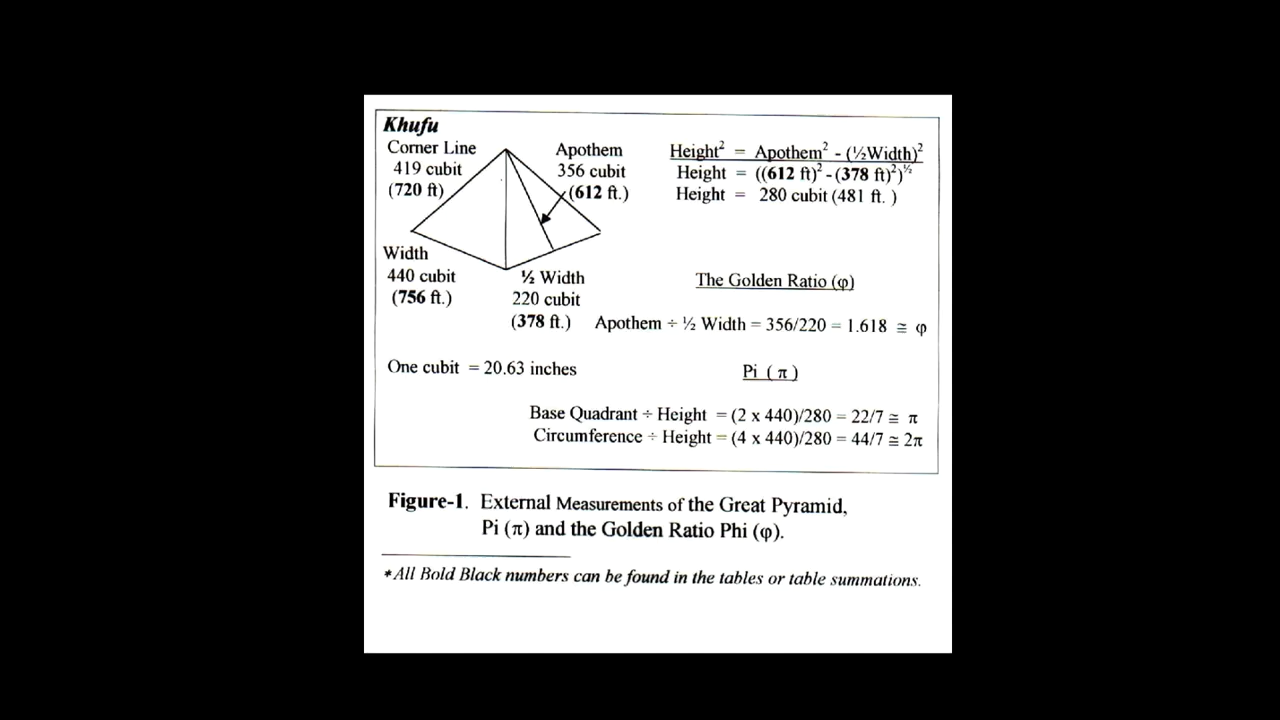 Khufu
Corner Line
419 cubit
(720 ft)
Apothem
356 cubit
(612 ft.)
Height² = Apothem² - (½Width)²
Height = ((612 ft)² - (378 ft)²)^½
Height = 280 cubit (481 ft. )
Width
440 cubit
(756 ft.)
½ Width
220 cubit
(378 ft.)
The Golden Ratio (φ)
Apothem ÷ ½ Width = 356/220 = 1.618 ≅ φ
One cubit = 20.63 inches
Pi ( π )
Base Quadrant ÷ Height = (2 x 440)/280 = 22/7 ≅ π
Circumference ÷ Height = (4 x 440)/280 = 44/7 ≅ 2π
Figure-1. External Measurements of the Great Pyramid,
Pi (π) and the Golden Ratio Phi (φ).
*All Bold Black numbers can be found in the tables or table summations.